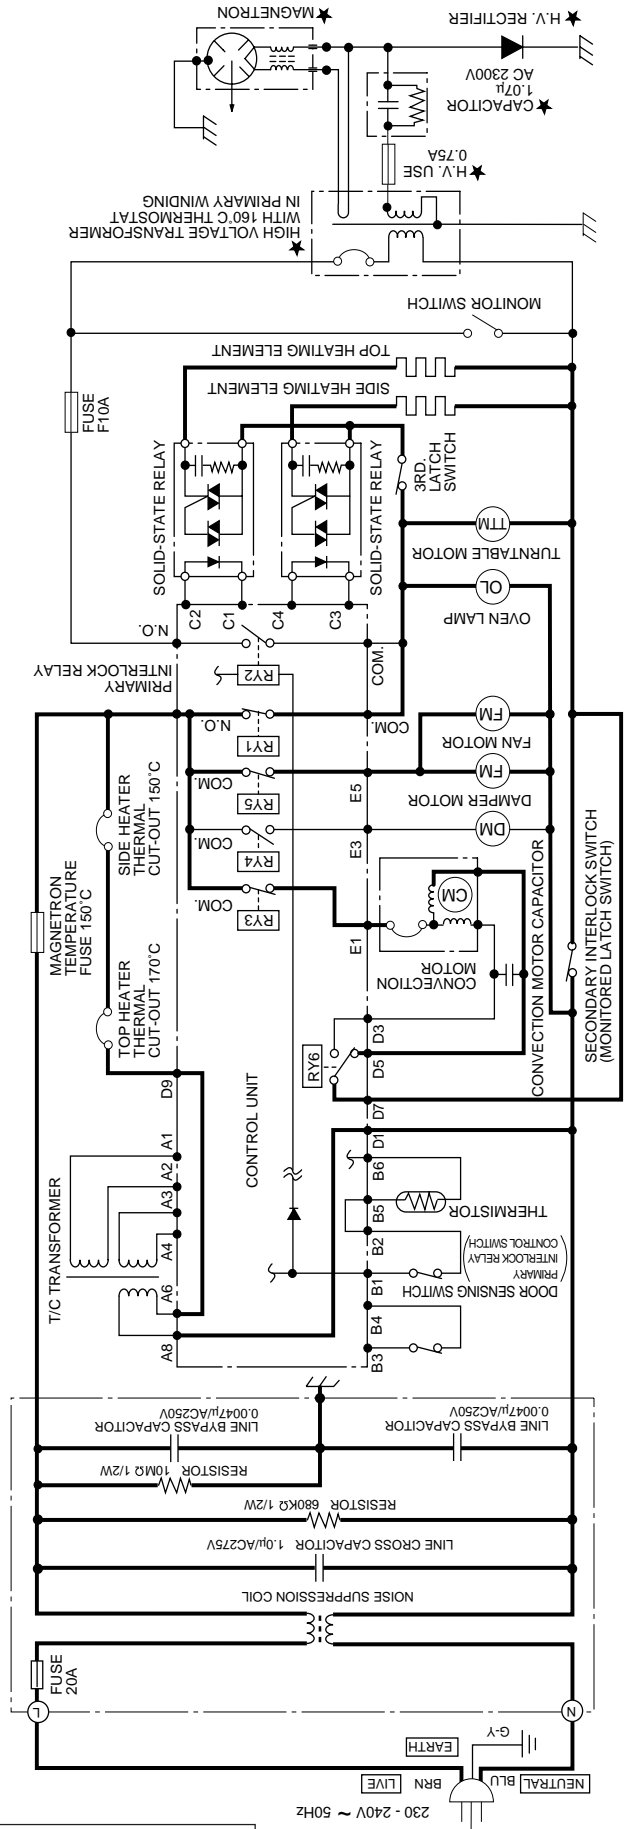 ★MAGNETRON
★ H.V. RECTIFIER
★CAPACITOR
1.07µ
AC 2300V
★H.V. USE
0.75A
★
HIGH VOLTAGE TRANSFORMER
WITH 160°C THERMOSTAT
IN PRIMARY WINDING
MONITOR SWITCH
TOP HEATIMG ELEMENT
SIDE HEATIMG ELEMENT
FUSE
F10A
SOLID-STATE RELAY
SOLID-STATE RELAY
3RD.
LATCH
SWITCH
TTM
TURNTABLE MOTOR
OL
OVEN LAMP
C2
C1
C4
C3
N.O.
RY2
COM.
PRIMARY
INTERLOCK RELAY
N.O.
RY1
COM.
FM
FAN MOTOR
COM.
RY5
E5
FM
DAMPER MOTOR
COM.
RY4
E3
DM
COM.
RY3
E1
CM
CONVECTION
MOTOR
CONVECTION MOTOR CAPACITOR
SECONDARY INTERLOCK SWITCH
(MONITORED LATCH SWITCH)
MAGNETRON
TEMPERATURE
FUSE 150°C
SIDE HEATER
THERMAL
CUT-OUT 150°C
TOP HEATER
THERMAL
CUT-OUT 170°C
RY6
D3
D5
D7
D1
D9
CONTROL UNIT
A1
A2
A3
A4
A6
A8
T/C TRANSFORMER
B6
B5
B2
B1
B4
B3
THERMISTOR
DOOR SENSING SWITCH
(PRIMARY
INTERLOCK RELAY
CONTROL SWITCH)
LINE BYPASS CAPACITOR
0.0047µ/AC250V
LINE BYPASS CAPACITOR
0.0047µ/AC250V
RESISTOR 10MΩ 1/2W
RESISTOR 680KΩ 1/2W
LINE CROSS CAPACITOR 1.0µ/AC275V
NOISE SUPPRESSION COIL
FUSE
20A
L
N
G-Y
EARTH
NEUTRAL
BLU
BRN
LIVE
230 - 240V ~ 50Hz